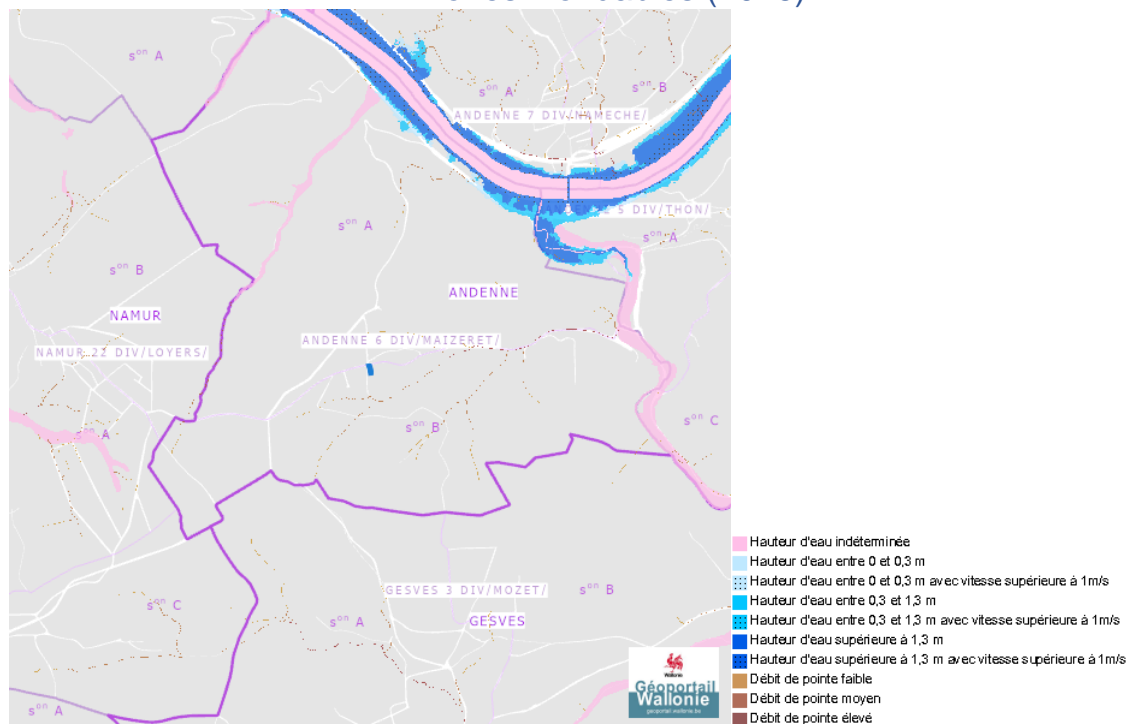 sᵒⁿ A
sᵒⁿ A
sᵒⁿ B
ANDENNE 7 DIV/NAMECHE/
5 DIV/THON/
sᵒⁿ A
sᵒⁿ A
sᵒⁿ B
ANDENNE
NAMUR
ANDENNE 6 DIV/MAIZERET/
NAMUR 22 DIV/LOYERS/
sᵒⁿ A
sᵒⁿ B
sᵒⁿ C
GESVES 3 DIV/MOZET/
sᵒⁿ B
sᵒⁿ C
sᵒⁿ A
GESVES
sᵒⁿ A
Wallonie
Géoportail
Wallonie
geoportail.wallonie.be
Hauteur d'eau indéterminée
Hauteur d'eau entre 0 et 0,3 m
Hauteur d'eau entre 0 et 0,3 m avec vitesse supérieure à 1m/s
Hauteur d'eau entre 0,3 et 1,3 m
Hauteur d'eau entre 0,3 et 1,3 m avec vitesse supérieure à 1m/s
Hauteur d'eau supérieure à 1,3 m
Hauteur d'eau supérieure à 1,3 m avec vitesse supérieure à 1m/s
Débit de pointe faible
Débit de pointe moyen
Débit de pointe élevé